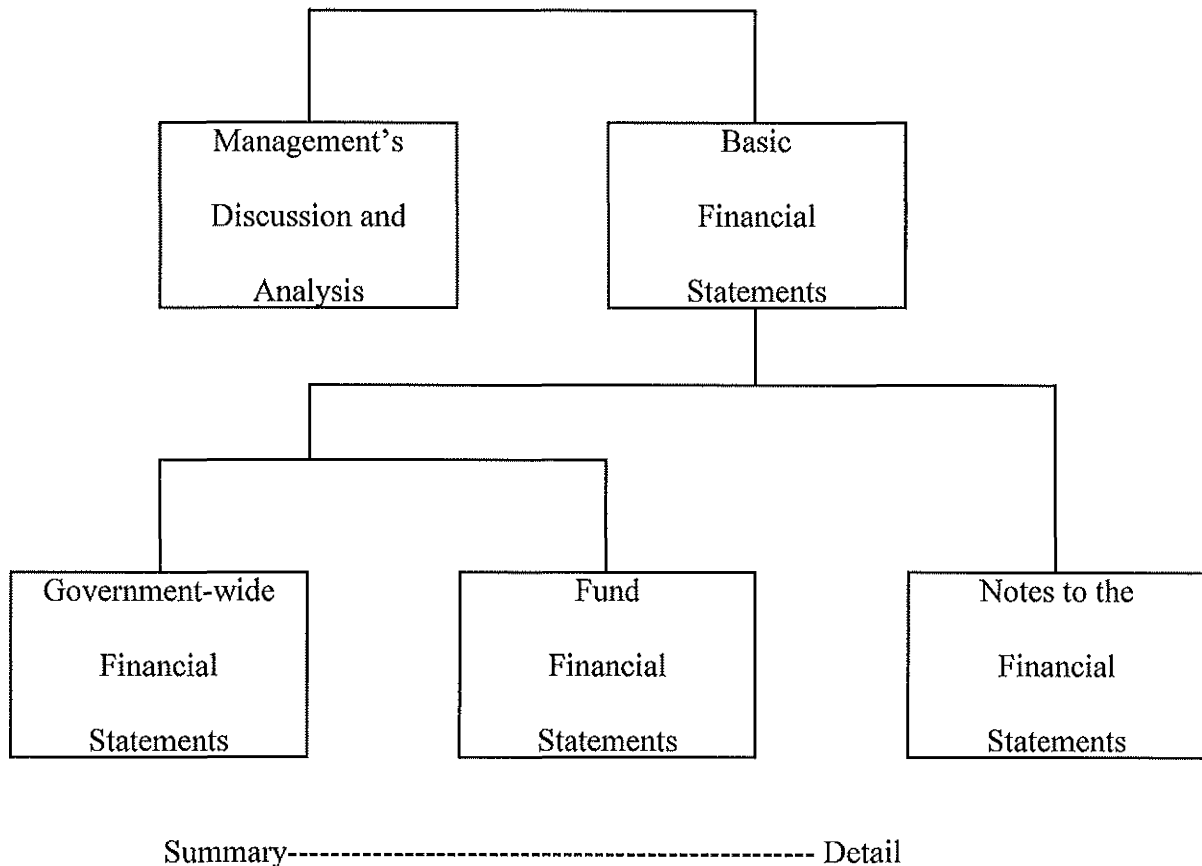 Management’s
Discussion and
Analysis
Basic
Financial
Statements
Government-wide
Financial
Statements
Fund
Financial
Statements
Notes to the
Financial
Statements
Summary------------------------------------------------ Detail